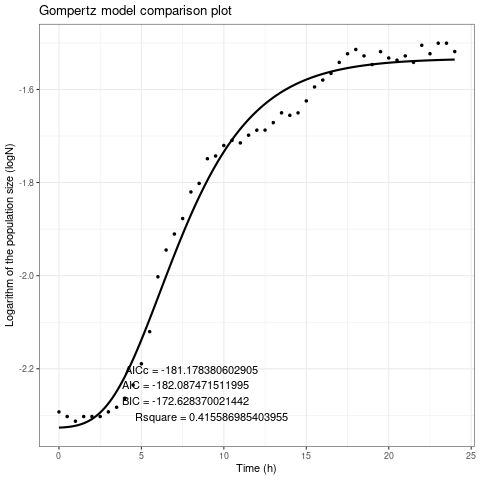 Gompertz model comparison plot
Logarithm of the population size (logN)
-1.6
-1.8
-2.0
-2.2
AICc = -181.178380602905
AIC = -182.087471511995
BIC = -172.628370021442
Rsquare = 0.415586985403955
0 5 10 15 20 25
Time (h)